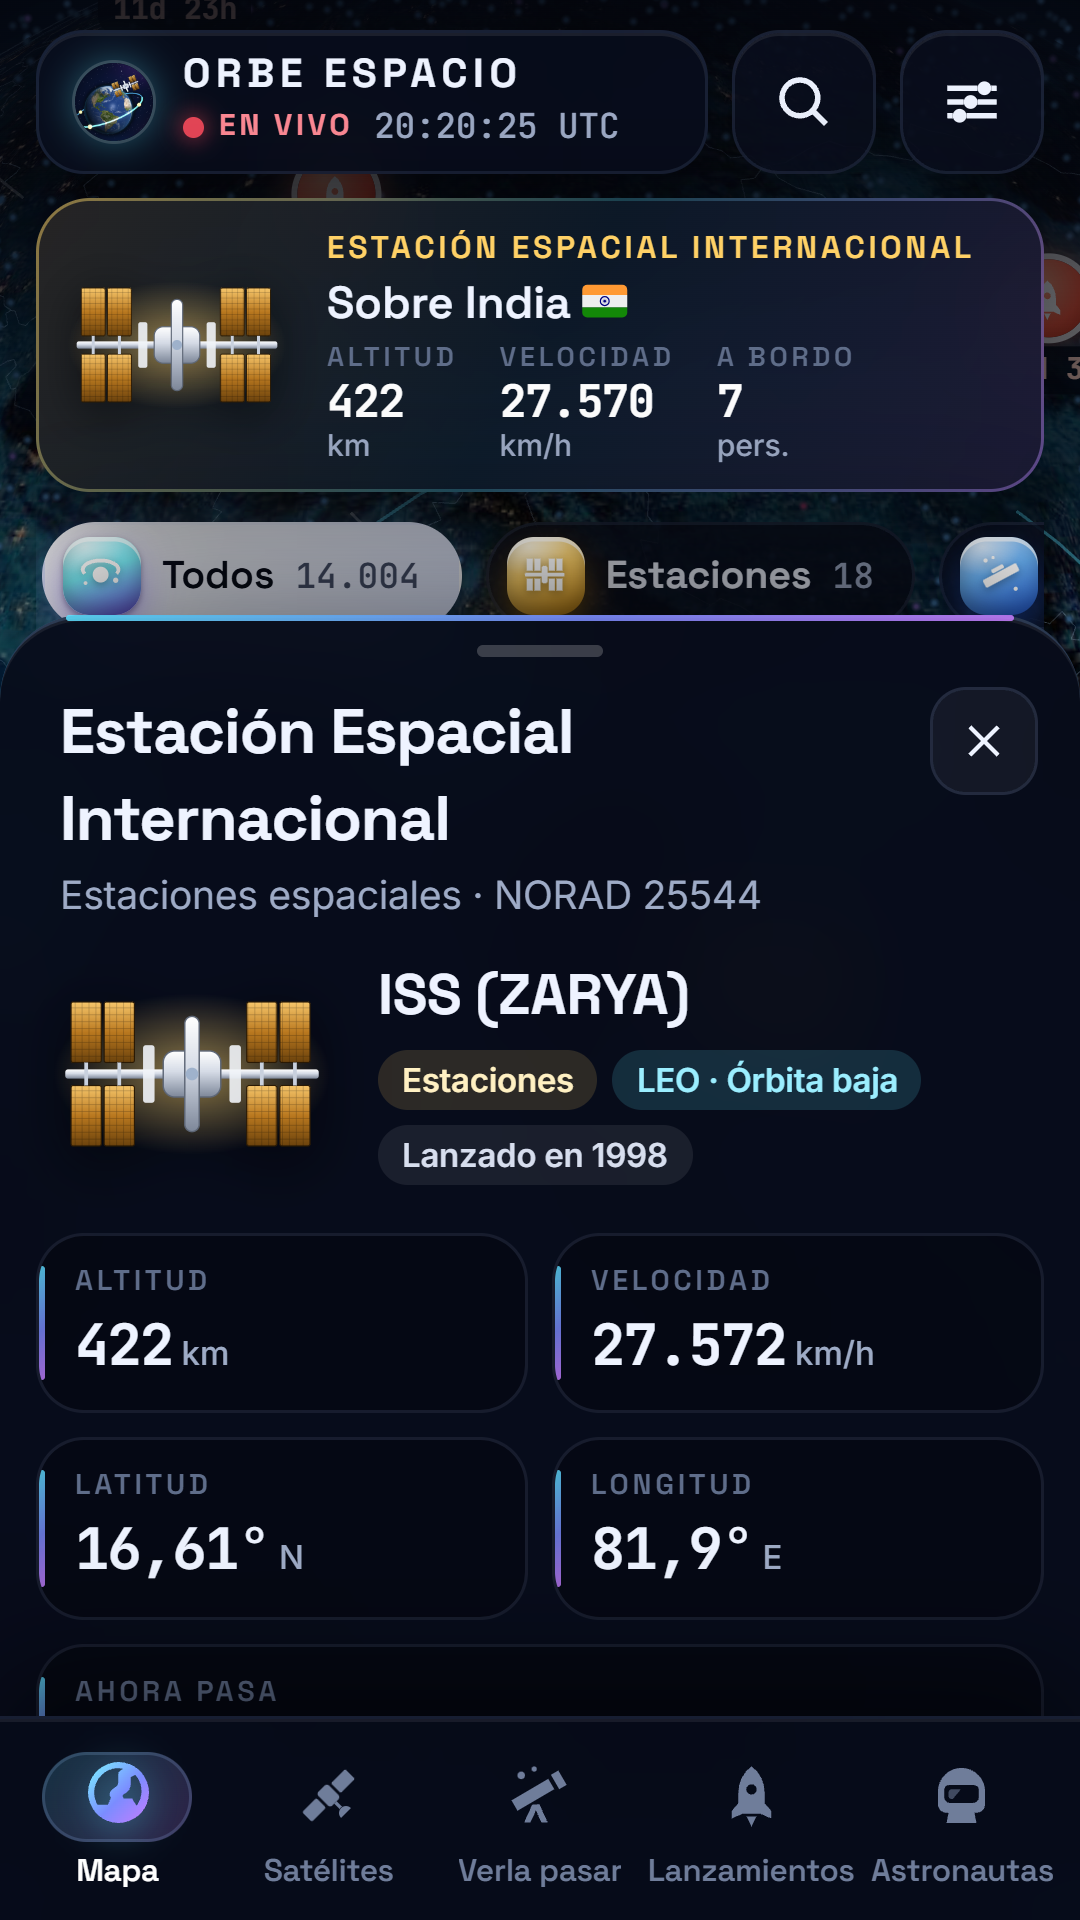 11d 23h
ORBE ESPACIO
EN VIVO 20:20:25 UTC
ESTACIÓN ESPACIAL INTERNACIONAL
Sobre India
ALTITUD VELOCIDAD A BORDO
422 27.570 7
km km/h pers.
Todos 14.004 Estaciones 18
Estación Espacial
Internacional
Estaciones espaciales · NORAD 25544
ISS (ZARYA)
Estaciones LEO · Órbita baja
Lanzado en 1998
ALTITUD VELOCIDAD
422 km 27.572 km/h
LATITUD LONGITUD
16,61° N 81,9° E
AHORA PASA
Mapa Satélites Verla pasar Lanzamientos Astronautas